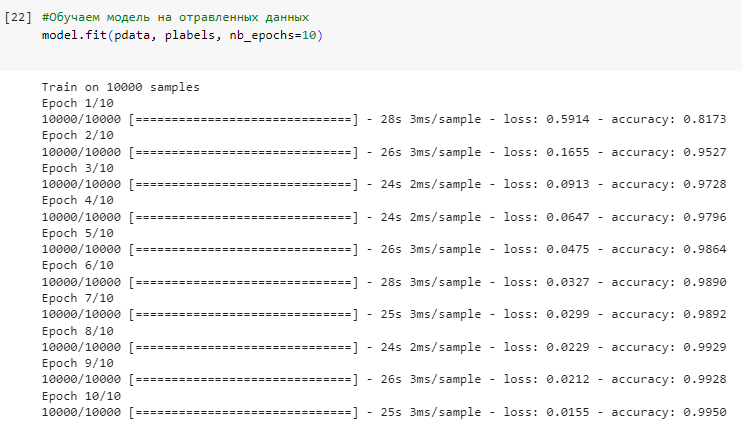 [22] #Обучаем модель на отравленных данных
model.fit(pdata, plabels, nb_epochs=10)
Train on 10000 samples
Epoch 1/10
10000/10000 [==============================] - 28s 3ms/sample - loss: 0.5914 - accuracy: 0.8173
Epoch 2/10
10000/10000 [==============================] - 26s 3ms/sample - loss: 0.1655 - accuracy: 0.9527
Epoch 3/10
10000/10000 [==============================] - 24s 2ms/sample - loss: 0.0913 - accuracy: 0.9728
Epoch 4/10
10000/10000 [==============================] - 24s 2ms/sample - loss: 0.0647 - accuracy: 0.9796
Epoch 5/10
10000/10000 [==============================] - 26s 3ms/sample - loss: 0.0475 - accuracy: 0.9864
Epoch 6/10
10000/10000 [==============================] - 28s 3ms/sample - loss: 0.0327 - accuracy: 0.9890
Epoch 7/10
10000/10000 [==============================] - 25s 3ms/sample - loss: 0.0299 - accuracy: 0.9892
Epoch 8/10
10000/10000 [==============================] - 24s 2ms/sample - loss: 0.0229 - accuracy: 0.9929
Epoch 9/10
10000/10000 [==============================] - 26s 3ms/sample - loss: 0.0212 - accuracy: 0.9928
Epoch 10/10
10000/10000 [==============================] - 25s 3ms/sample - loss: 0.0155 - accuracy: 0.9950